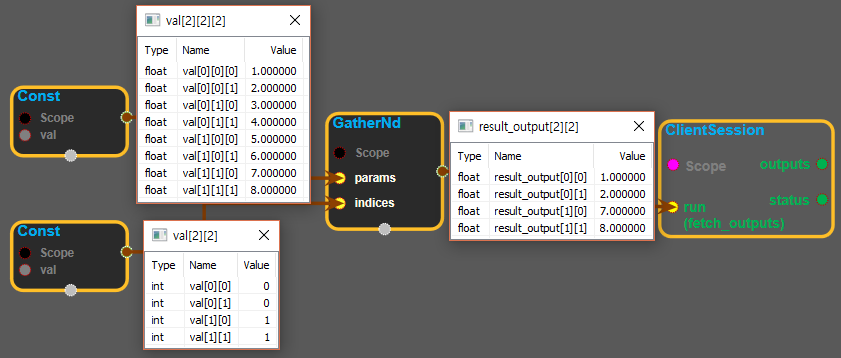 val[2][2][2]
Type Name Value
float val[0][0][0] 1.000000
float val[0][0][1] 2.000000
float val[0][1][0] 3.000000
float val[0][1][1] 4.000000
float val[1][0][0] 5.000000
float val[1][0][1] 6.000000
float val[1][1][0] 7.000000
float val[1][1][1] 8.000000
Const
Scope
val
GatherNd
Scope
params
indices
result_output[2][2]
Type Name Value
float result_output[0][0] 1.000000
float result_output[0][1] 2.000000
float result_output[1][0] 7.000000
float result_output[1][1] 8.000000
ClientSession
Scope
outputs
status
run
(fetch_outputs)
Const
Scope
val
val[2][2]
Type Name Value
int val[0][0] 0
int val[0][1] 0
int val[1][0] 1
int val[1][1] 1